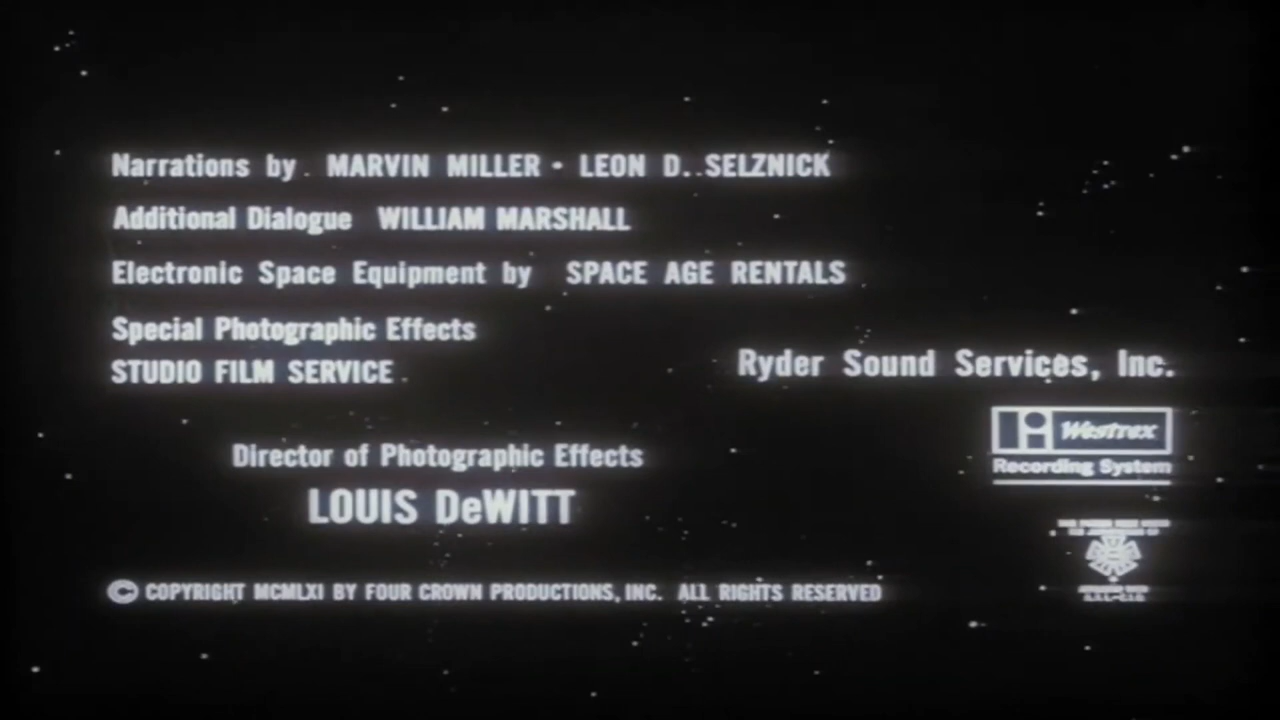 Narrations by MARVIN MILLER - LEON D. SELZNICK
Additional Dialogue WILLIAM MARSHALL
Electronic Space Equipment by SPACE AGE RENTALS
Special Photographic Effects
STUDIO FILM SERVICE
Ryder Sound Services, Inc.
Westrex
Recording System
Director of Photographic Effects
LOUIS DeWITT
© COPYRIGHT MCMLXI BY FOUR CROWN PRODUCTIONS, INC. ALL RIGHTS RESERVED